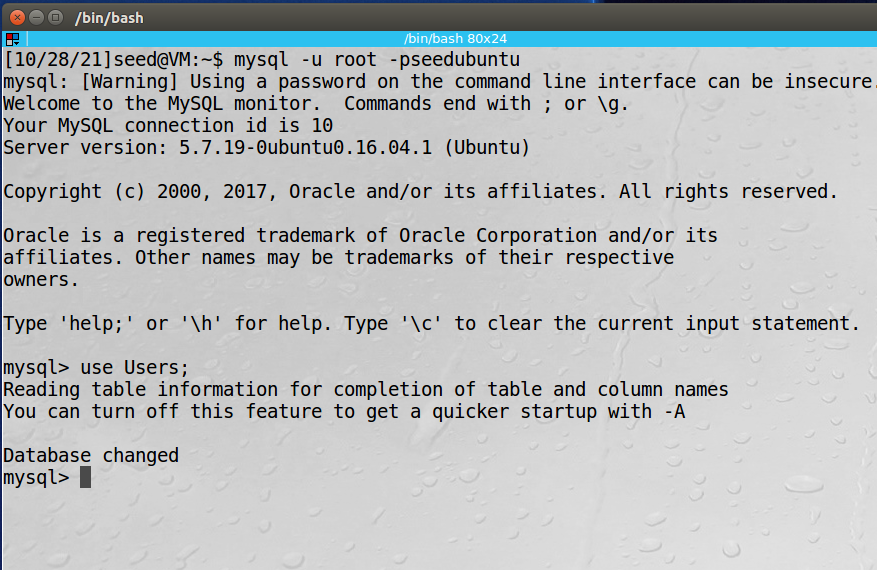 /bin/bash
/bin/bash 80x24
[10/28/21]seed@VM:~$ mysql -u root -pseedubuntu
mysql: [Warning] Using a password on the command line interface can be insecure.
Welcome to the MySQL monitor.  Commands end with ; or \g.
Your MySQL connection id is 10
Server version: 5.7.19-0ubuntu0.16.04.1 (Ubuntu)
Copyright (c) 2000, 2017, Oracle and/or its affiliates. All rights reserved.
Oracle is a registered trademark of Oracle Corporation and/or its
affiliates. Other names may be trademarks of their respective
owners.
Type 'help;' or '\h' for help. Type '\c' to clear the current input statement.
mysql> use Users;
Reading table information for completion of table and column names
You can turn off this feature to get a quicker startup with -A
Database changed
mysql>